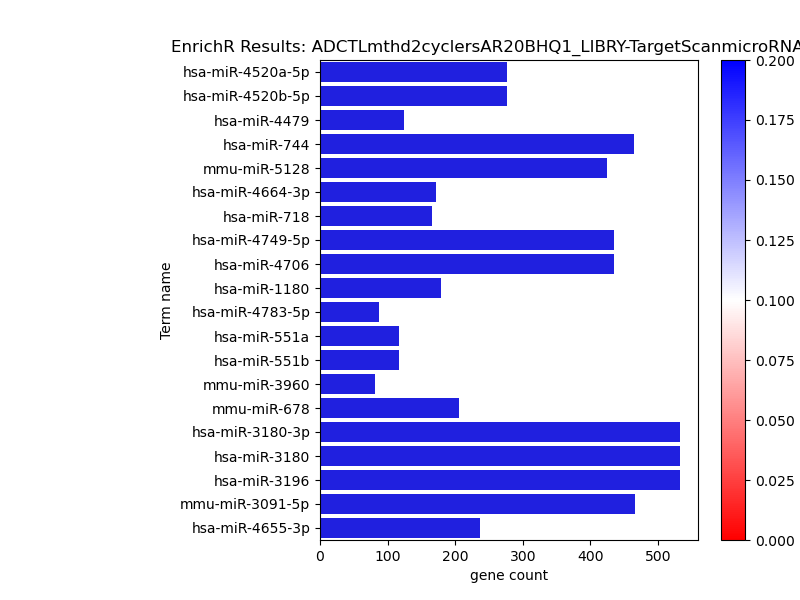 EnrichR Results: ADCTLmthd2cyclersAR20BHQ1_LIBRY-TargetScanmicroRNA
hsa-miR-4520a-5p
hsa-miR-4520b-5p
hsa-miR-4479
hsa-miR-744
mmu-miR-5128
hsa-miR-4664-3p
hsa-miR-718
hsa-miR-4749-5p
hsa-miR-4706
hsa-miR-1180
hsa-miR-4783-5p
hsa-miR-551a
hsa-miR-551b
mmu-miR-3960
mmu-miR-678
hsa-miR-3180-3p
hsa-miR-3180
hsa-miR-3196
mmu-miR-3091-5p
hsa-miR-4655-3p
Term name
0 100 200 300 400 500
gene count
0.200
0.175
0.150
0.125
0.100
0.075
0.050
0.025
0.000